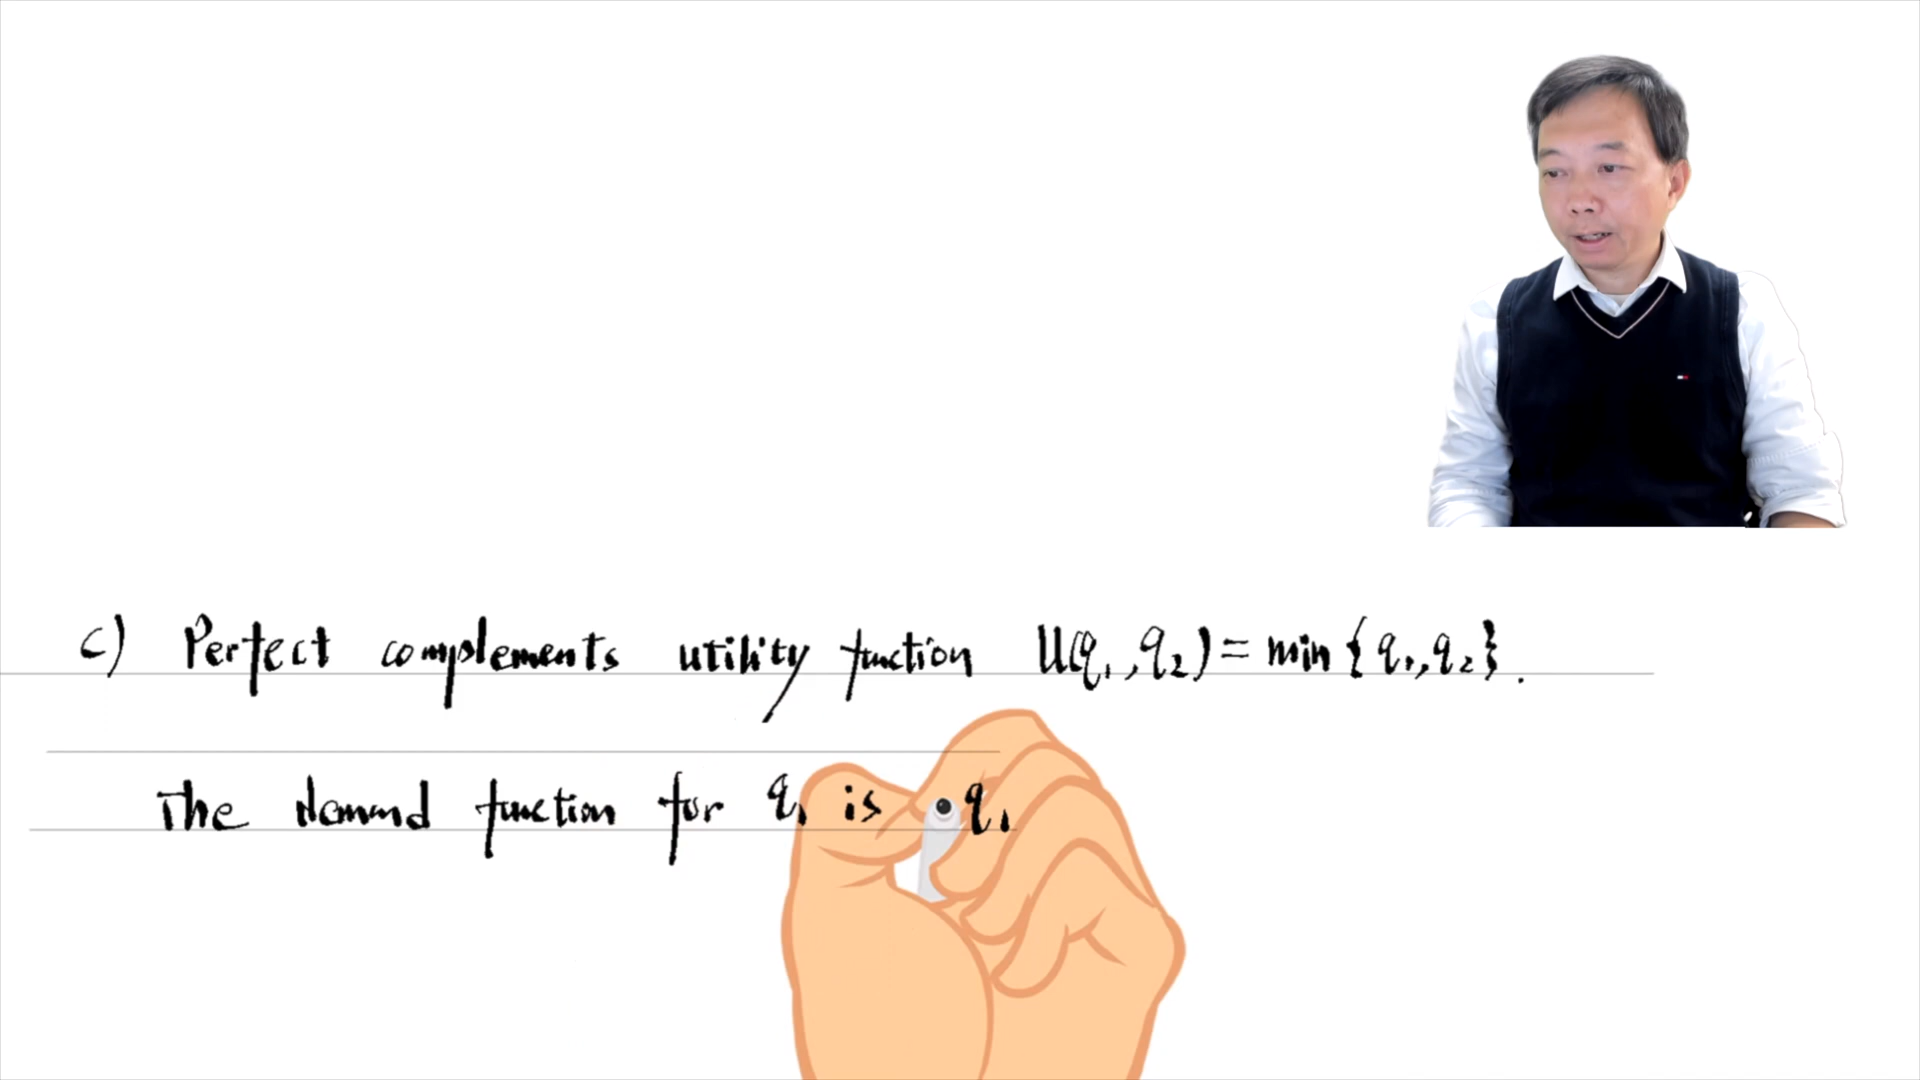 c) Perfect complements utility function U(q₁,q₂)=min{q₁,q₂}.
The demand function for q₁ is q₁